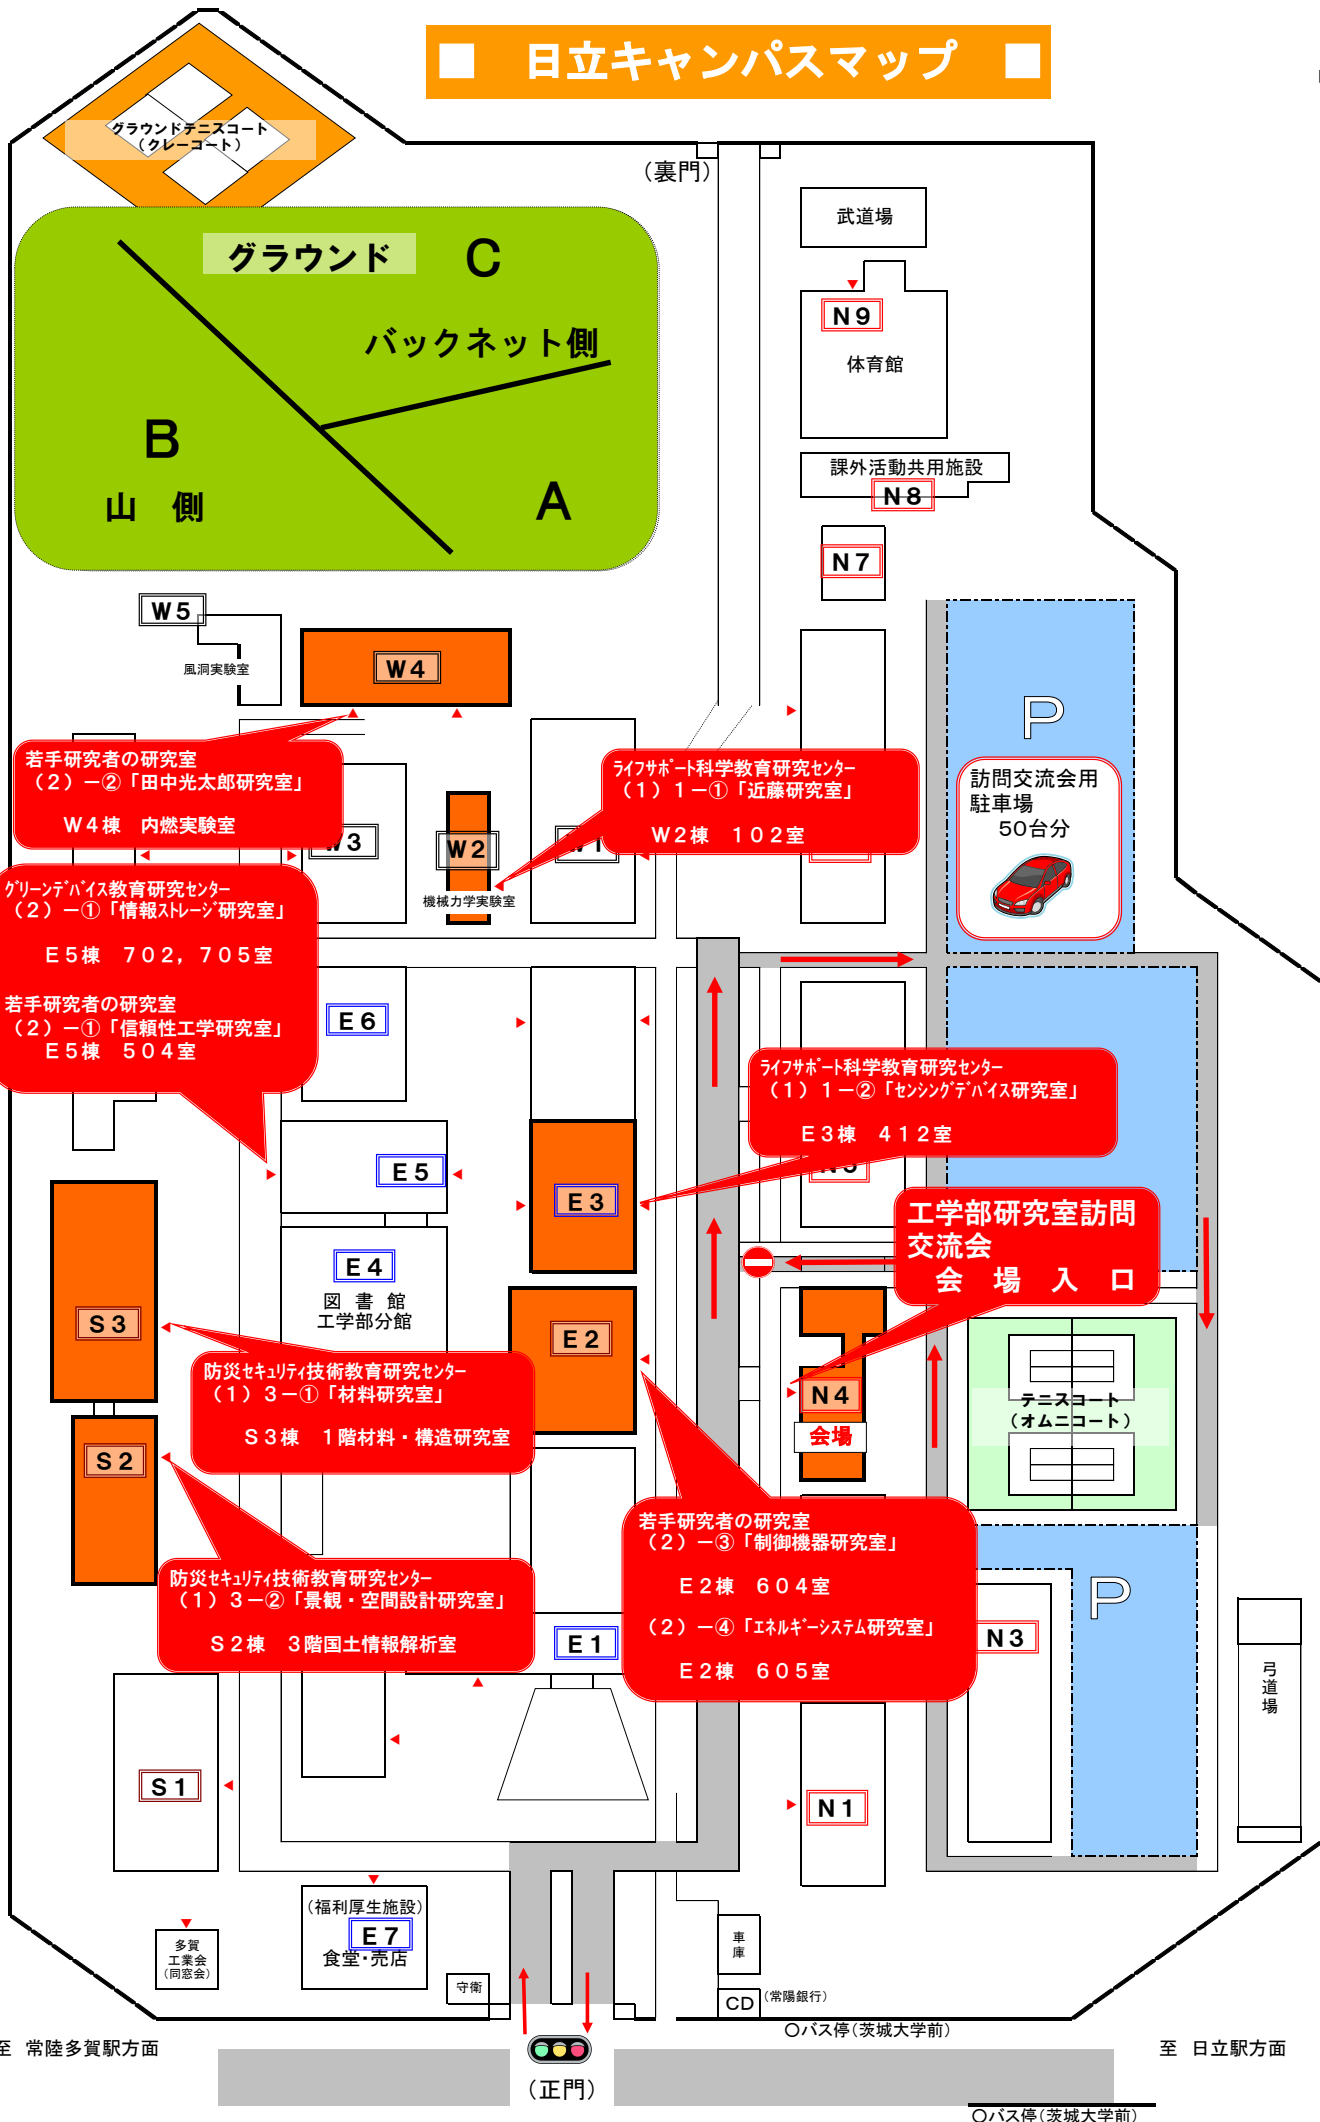 ■ 日立キャンパスマップ ■
グラウンドテニスコート
（クレーコート）
（裏門）
武道場
グラウンド
C
N9
バックネット側
体育館
B
課外活動共用施設
N8
山 側
A
N7
W5
風洞実験室
W4
P
若手研究者の研究室
（２）－②「田中光太郎研究室」
W４棟 内燃実験室
ライフサポート科学教育研究センター
（１）１－①「近藤研究室」
W２棟 １０２室
訪問交流会用
駐車場
50台分
W3
W2
W1
機械力学実験室
グリーンデバイス教育研究センター
（２）－①「情報ストレージ研究室」
E５棟 ７０２，７０５室
若手研究者の研究室
（２）－①「信頼性工学研究室」
E５棟 ５０４室
E6
ライフサポート科学教育研究センター
（１）１－②「センシングデバイス研究室」
E３棟 ４１２室
E5
N5
E3
工学部研究室訪問
交流会
会 場 入 口
E4
図 書 館
工学部分館
S3
E2
防災セキュリティ技術教育研究センター
（１）３－①「材料研究室」
S３棟 １階材料・構造研究室
N4
会場
テニスコート
（オムニコート）
S2
若手研究者の研究室
（２）－③「制御機器研究室」
E２棟 ６０４室
（２）－④「エネルギーシステム研究室」
E２棟 ６０５室
防災セキュリティ技術教育研究センター
（１）３－②「景観・空間設計研究室」
S２棟 ３階国土情報解析室
P
E1
N3
弓道場
S1
N1
（福利厚生施設）
E7
食堂・売店
多賀
工業会
（同窓会）
守衛
車庫
CD
（常陽銀行）
○バス停（茨城大学前）
至 常陸多賀駅方面
至 日立駅方面
（正門）
○バス停（茨城大学前）